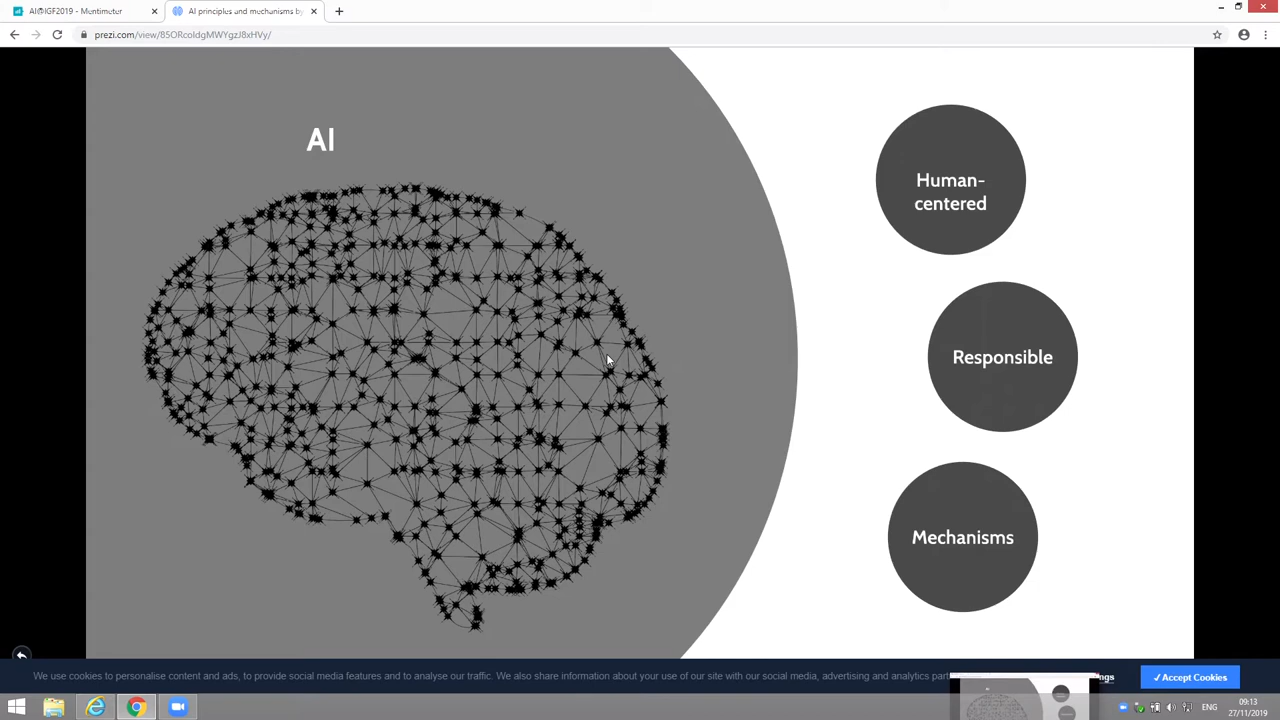 AI@IGF2019 - Mentimeter
AI principles and mechanisms by
prezi.com/view/85ORcoldgMWYgzJ8xHVy/
AI
Human-
centered
Responsible
Mechanisms
We use cookies to personalise content and ads, to provide social media features and to analyse our traffic. We also share information about your use of our site with our social media, advertising and analytics
Accept Cookies
ENG
09:13
27/11/2019